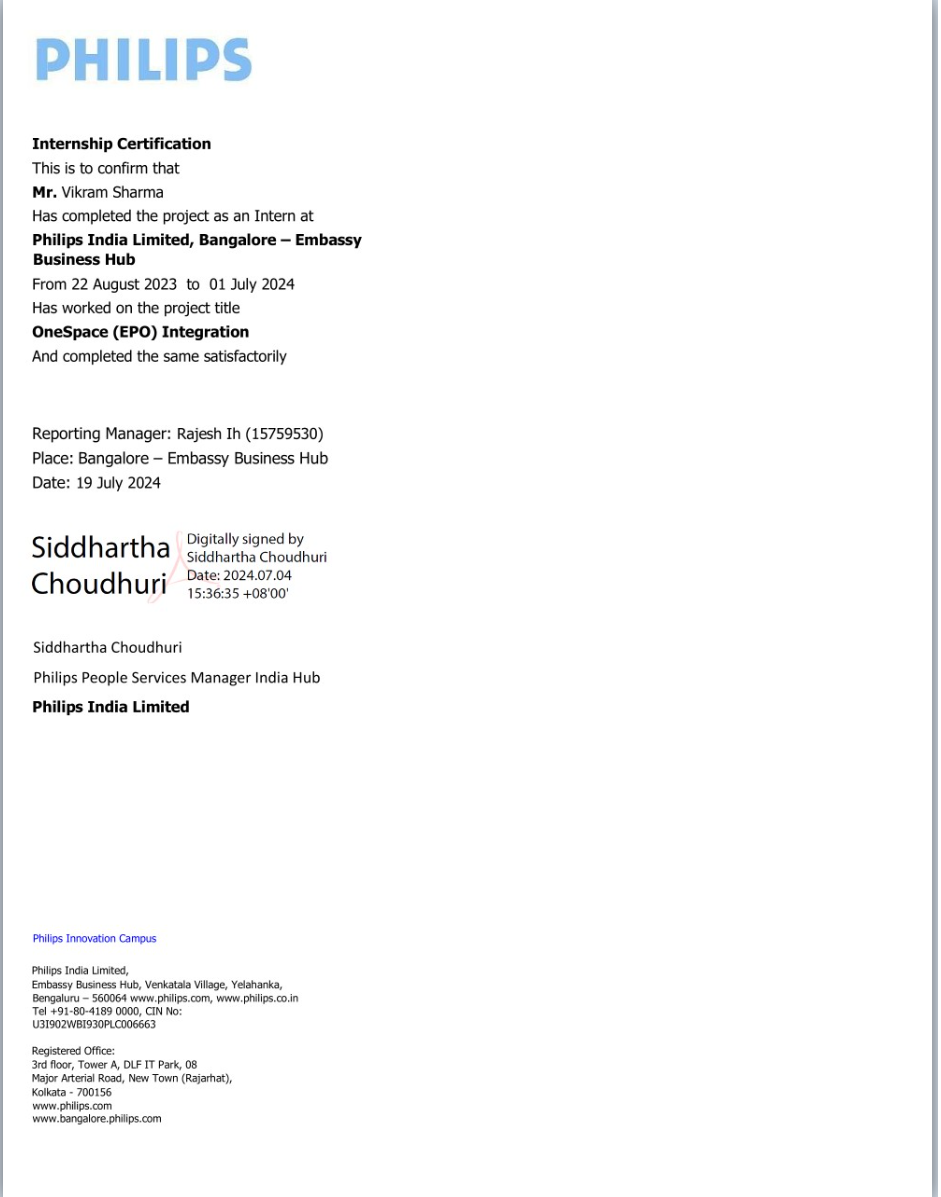 PHILIPS
Internship Certification
This is to confirm that
Mr. Vikram Sharma
Has completed the project as an Intern at
Philips India Limited, Bangalore – Embassy
Business Hub
From 22 August 2023 to 01 July 2024
Has worked on the project title
OneSpace (EPO) Integration
And completed the same satisfactorily
Reporting Manager: Rajesh Ih (15759530)
Place: Bangalore – Embassy Business Hub
Date: 19 July 2024
Siddhartha
Choudhuri
Digitally signed by
Siddhartha Choudhuri
Date: 2024.07.04
15:36:35 +08'00'
Siddhartha Choudhuri
Philips People Services Manager India Hub
Philips India Limited
Philips Innovation Campus
Philips India Limited,
Embassy Business Hub, Venkatala Village, Yelahanka,
Bengaluru – 560064 www.philips.com, www.philips.co.in
Tel +91-80-4189 0000, CIN No:
U3I902WBI930PLC006663
Registered Office:
3rd floor, Tower A, DLF IT Park, 08
Major Arterial Road, New Town (Rajarhat),
Kolkata - 700156
www.philips.com
www.bangalore.philips.com